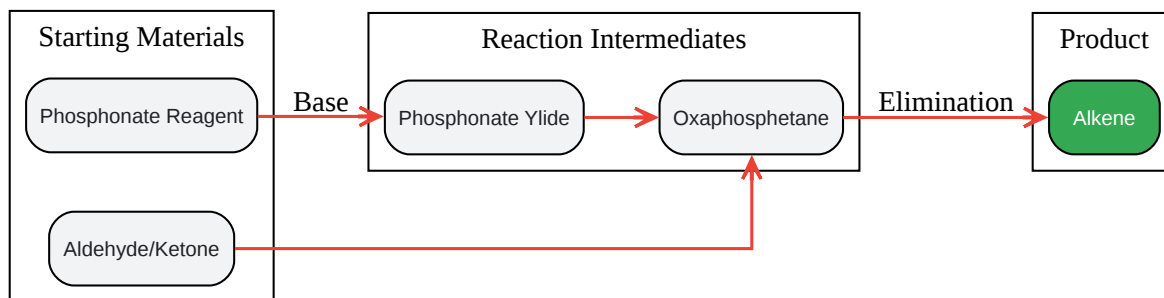 Starting Materials
Reaction Intermediates
Product
Phosphonate Reagent
Base
Phosphonate Ylide
Oxaphosphetane
Elimination
Alkene
Aldehyde/Ketone